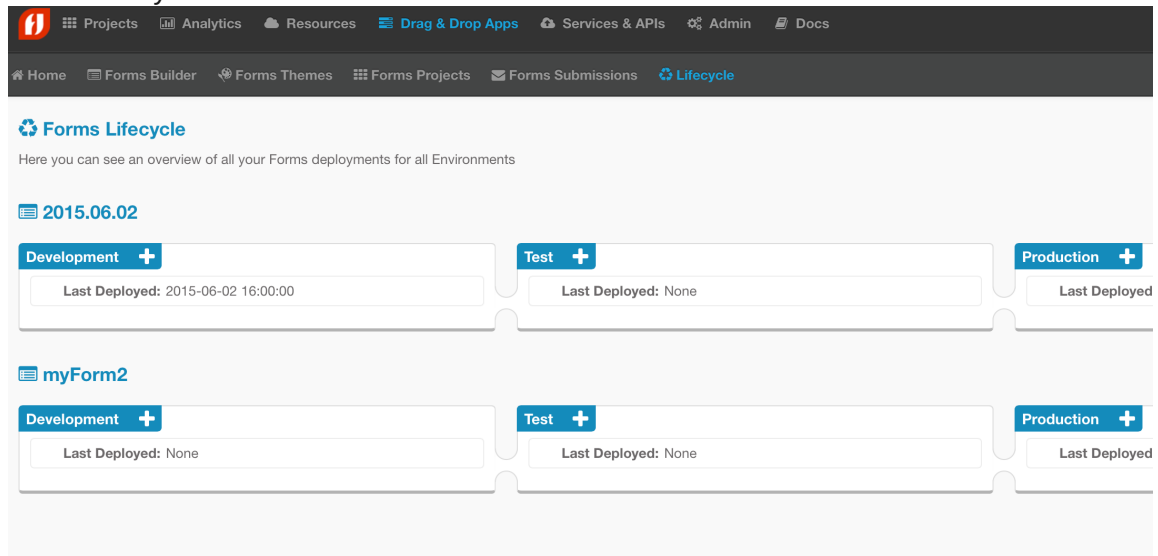 Projects Analytics Resources Drag & Drop Apps Services & APIs Admin Docs
Home Forms Builder Forms Themes Forms Projects Forms Submissions Lifecycle
Forms Lifecycle
Here you can see an overview of all your Forms deployments for all Environments
2015.06.02
Development Test Production
Last Deployed: 2015-06-02 16:00:00 Last Deployed: None Last Deployed
myForm2
Development Test Production
Last Deployed: None Last Deployed: None Last Deployed